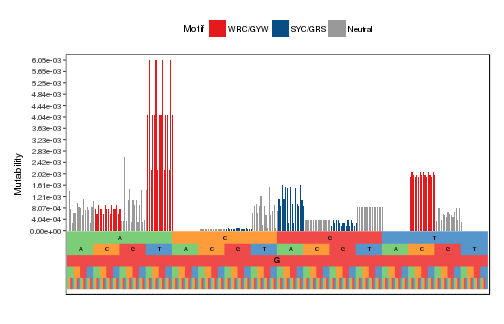 Motif WRC/GYW SYC/GRS Neutral
Mutability
6.05e−03
5.65e−03
5.25e−03
4.84e−03
4.44e−03
4.04e−03
3.63e−03
3.23e−03
2.82e−03
2.42e−03
2.02e−03
1.61e−03
1.21e−03
8.07e−04
4.04e−04
0.00e+00
A C G T
A C G T A C G T A C G T A C G T
G